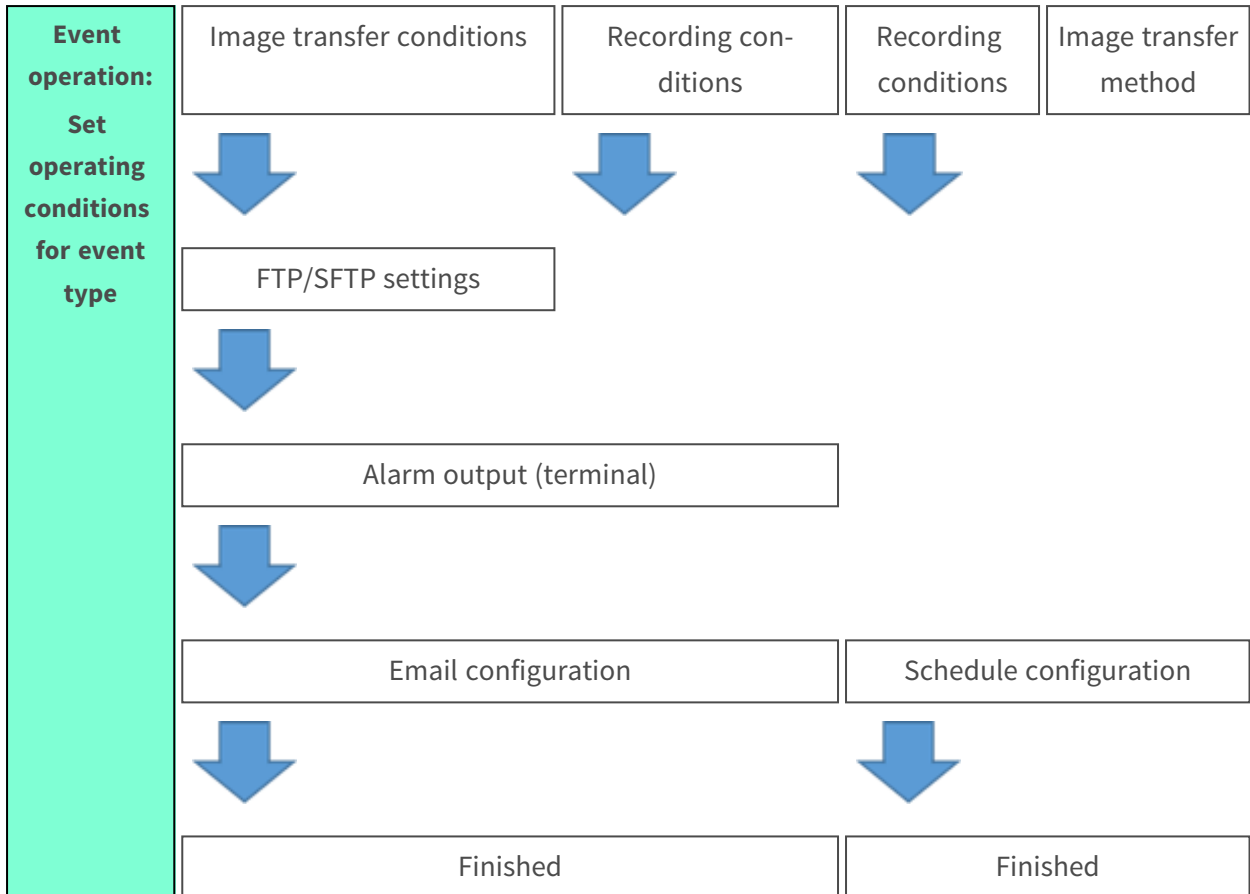 Event
operation:
Set
operating
conditions
for event
type
Image transfer conditions
Recording con-
ditions
Recording
conditions
Image transfer
method
FTP/SFTP settings
Alarm output (terminal)
Email configuration
Schedule configuration
Finished
Finished